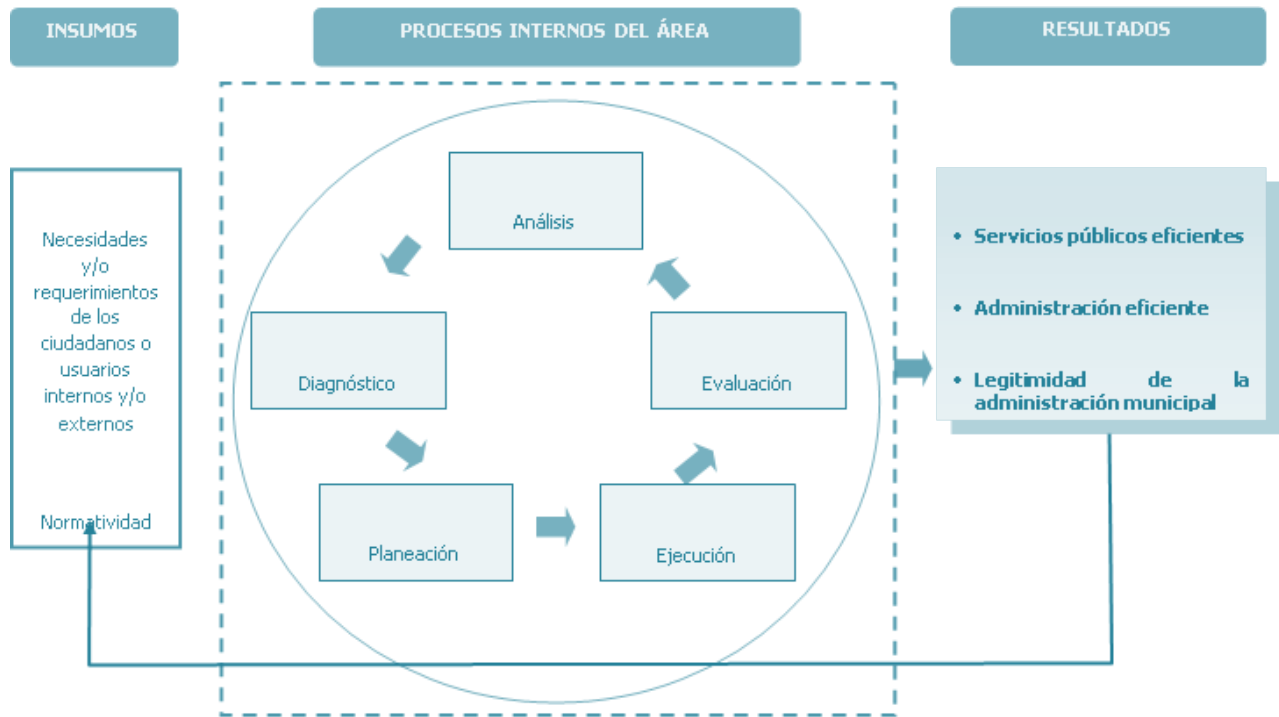 INSUMOS
PROCESOS INTERNOS DEL ÁREA
RESULTADOS
Necesidades
y/o
requerimientos
de los
ciudadanos o
usuarios
internos y/o
externos
Normatividad
Análisis
Diagnóstico
Evaluación
Planeación
Ejecución
• Servicios públicos eficientes
• Administración eficiente
• Legitimidad de la
administración municipal